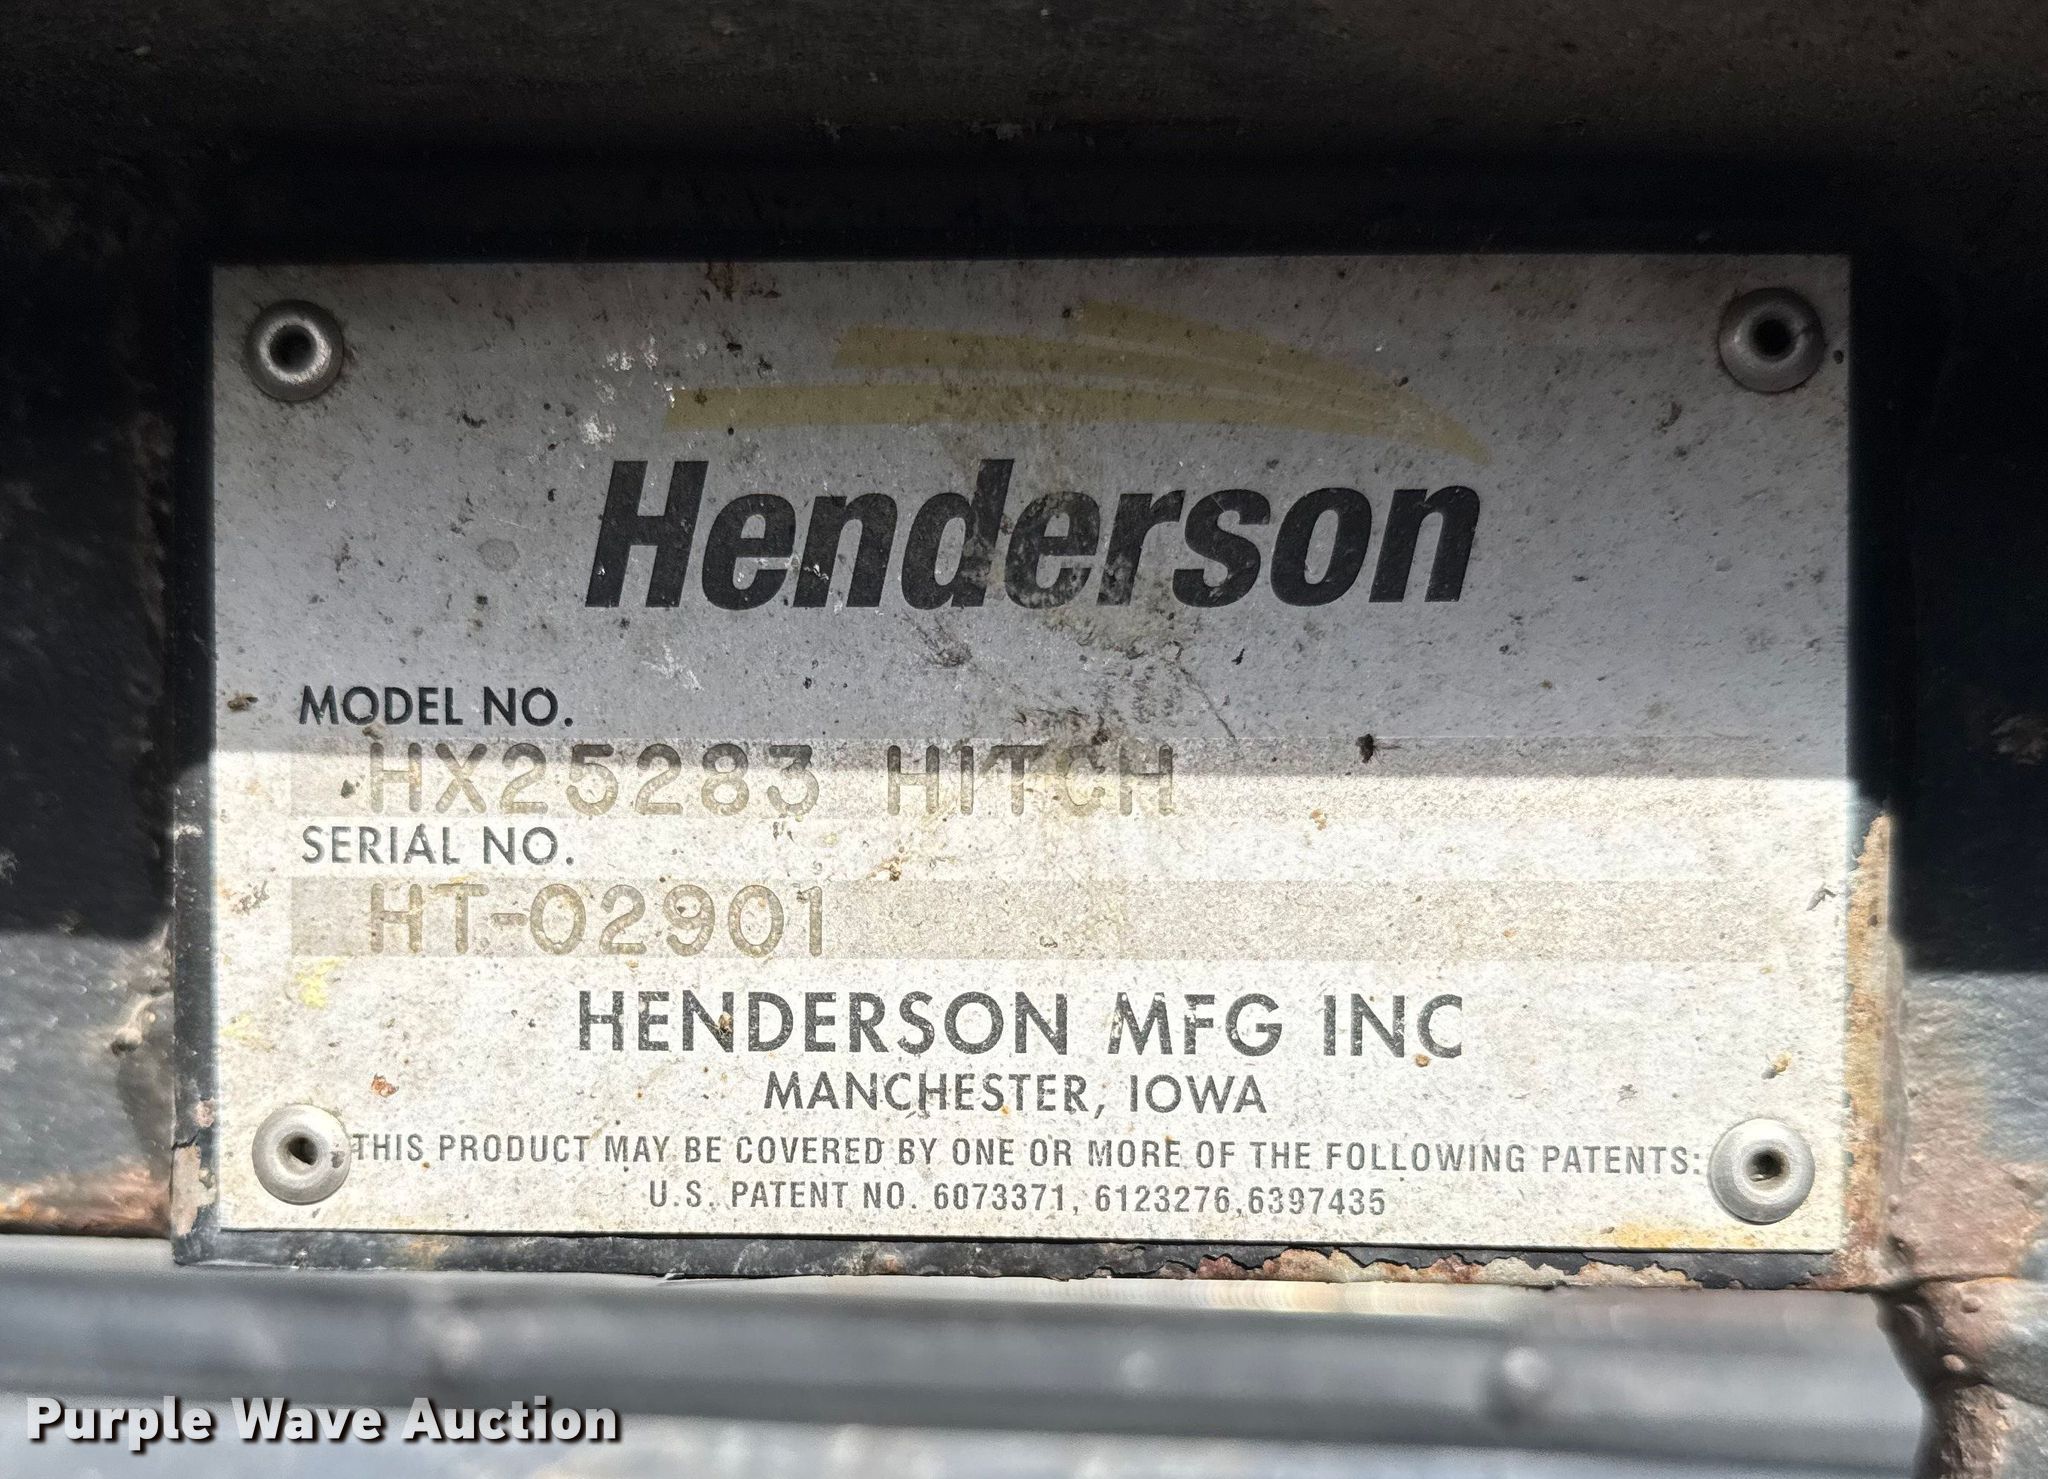 Henderson
MODEL NO.
HX25283 HITCH
SERIAL NO.
HT-02901
HENDERSON MFG INC
MANCHESTER, IOWA
THIS PRODUCT MAY BE COVERED BY ONE OR MORE OF THE FOLLOWING PATENTS:
U.S. PATENT NO. 6073371, 6123276,6397435
Purple Wave Auction